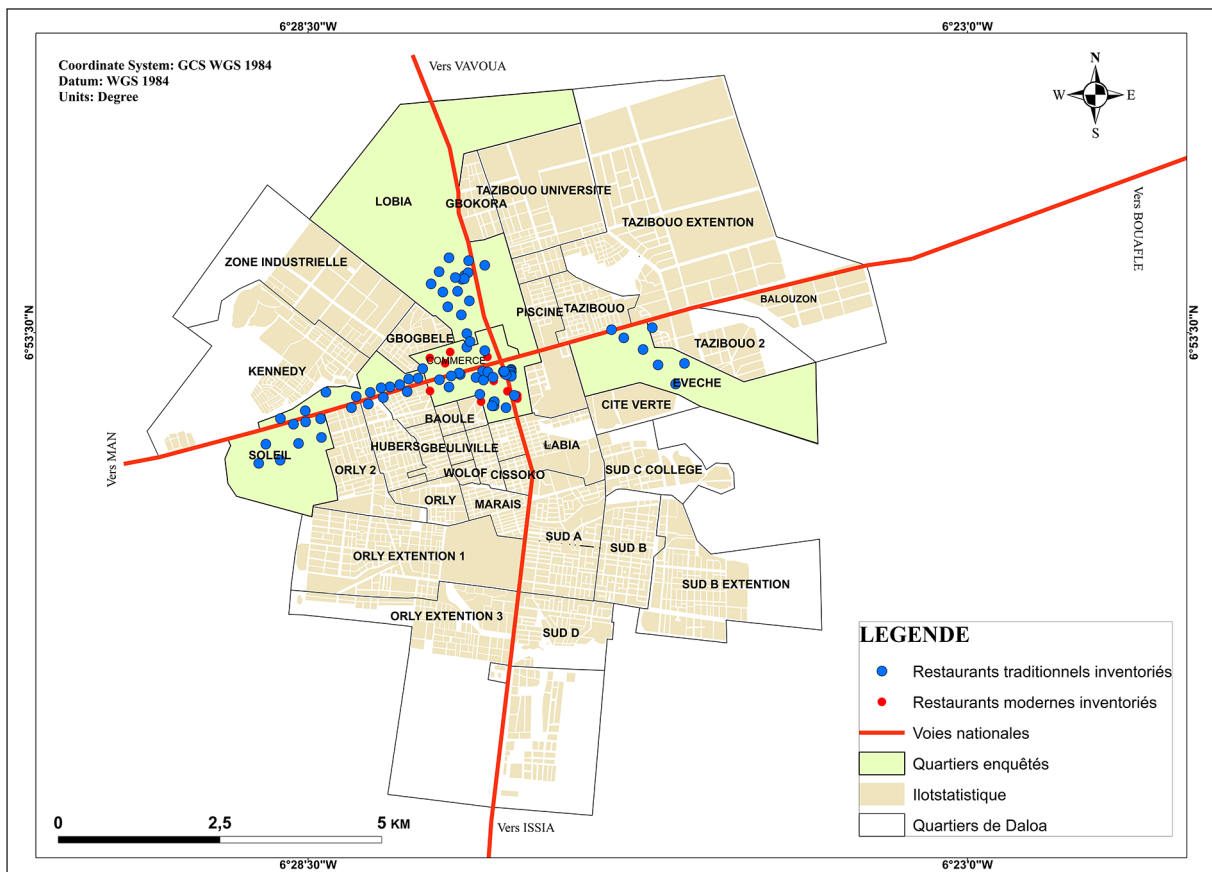 6°28'30"W
6°23'0"W
Coordinate System: GCS WGS 1984
Datum: WGS 1984
Units: Degree
N
W
E
S
Vers VAVOUA
Vers BOUAFLE
LOBIA
GBOKORA
TAZIBOUO UNIVERSITE
TAZIBOUO EXTENTION
ZONE INDUSTRIELLE
BALOUZON
PISCINE
TAZIBOUO
6°53'30"N
6°53'30"N
GBOGBELE
TAZIBOUO 2
COMMERCE
KENNEDY
EVECHE
CITE VERTE
BAOULE
Vers MAN
SOLEIL
HUBERS
GBEULIVILLE
LABIA
ORLY 2
WOLOF
CISSOKO
SUD C COLLEGE
ORLY
MARAIS
SUD A
SUD B
ORLY EXTENTION 1
SUD B EXTENTION
ORLY EXTENTION 3
SUD D
LEGENDE
Restaurants traditionnels inventoriés
Restaurants modernes inventoriés
Voies nationales
Quartiers enquêtés
Ilotstatistique
Quartiers de Daloa
0
2,5
5 KM
Vers ISSIA
6°28'30"W
6°23'0"W